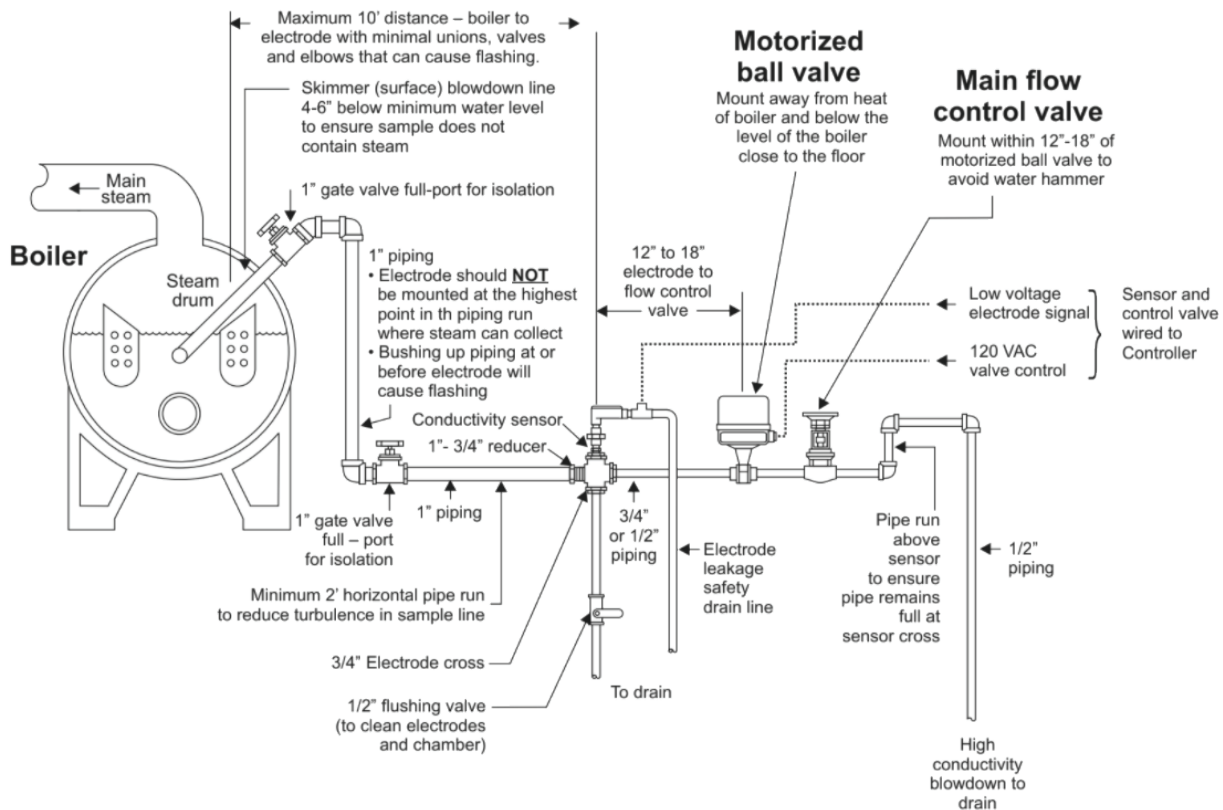 Maximum 10’ distance – boiler to
electrode with minimal unions, valves
and elbows that can cause flashing.
Skimmer (surface) blowdown line
4-6” below minimum water level
to ensure sample does not
contain steam
Motorized
ball valve
Mount away from heat
of boiler and below the
level of the boiler
close to the floor
Main flow
control valve
Mount within 12”-18” of
motorized ball valve to
avoid water hammer
Main
steam
1” gate valve full-port for isolation
Boiler
Steam
drum
1” piping
• Electrode should NOT
be mounted at the highest
point in th piping run
where steam can collect
• Bushing up piping at or
before electrode will
cause flashing
12” to 18”
electrode to
flow control
valve
Low voltage
electrode signal
120 VAC
valve control
Sensor and
control valve
wired to
Controller
Conductivity sensor
1”- 3/4” reducer
1” gate valve
full – port
for isolation
1” piping
3/4”
or 1/2”
piping
Electrode
leakage
safety
drain line
Pipe run
above
sensor
to ensure
pipe remains
full at
sensor cross
1/2”
piping
Minimum 2’ horizontal pipe run
to reduce turbulence in sample line
3/4” Electrode cross
1/2” flushing valve
(to clean electrodes
and chamber)
To drain
High
conductivity
blowdown to
drain